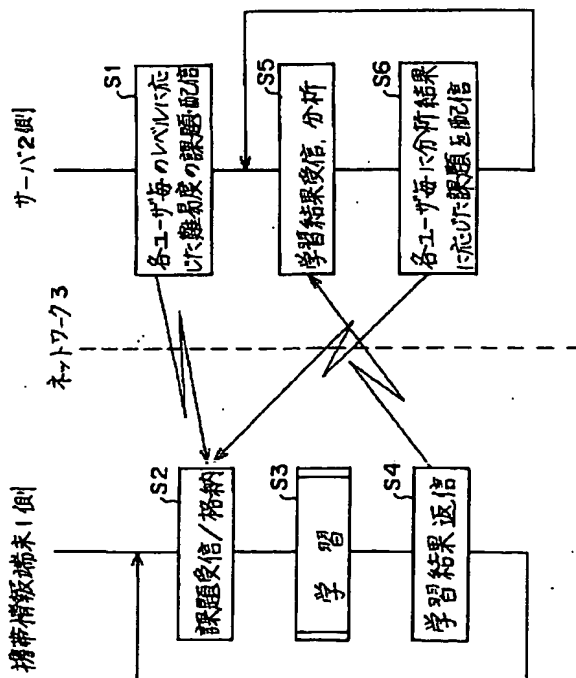 携帯情報端末1側
ネットワーク3
サーバ2側
S1
各ユーザ毎のレベルに応
じた難易度の課題配信
S2
課題受信/格納
S3
学習
S4
学習結果返信
S5
学習結果受信、分析
S6
各ユーザ毎に分析結果
に応じた課題を配信